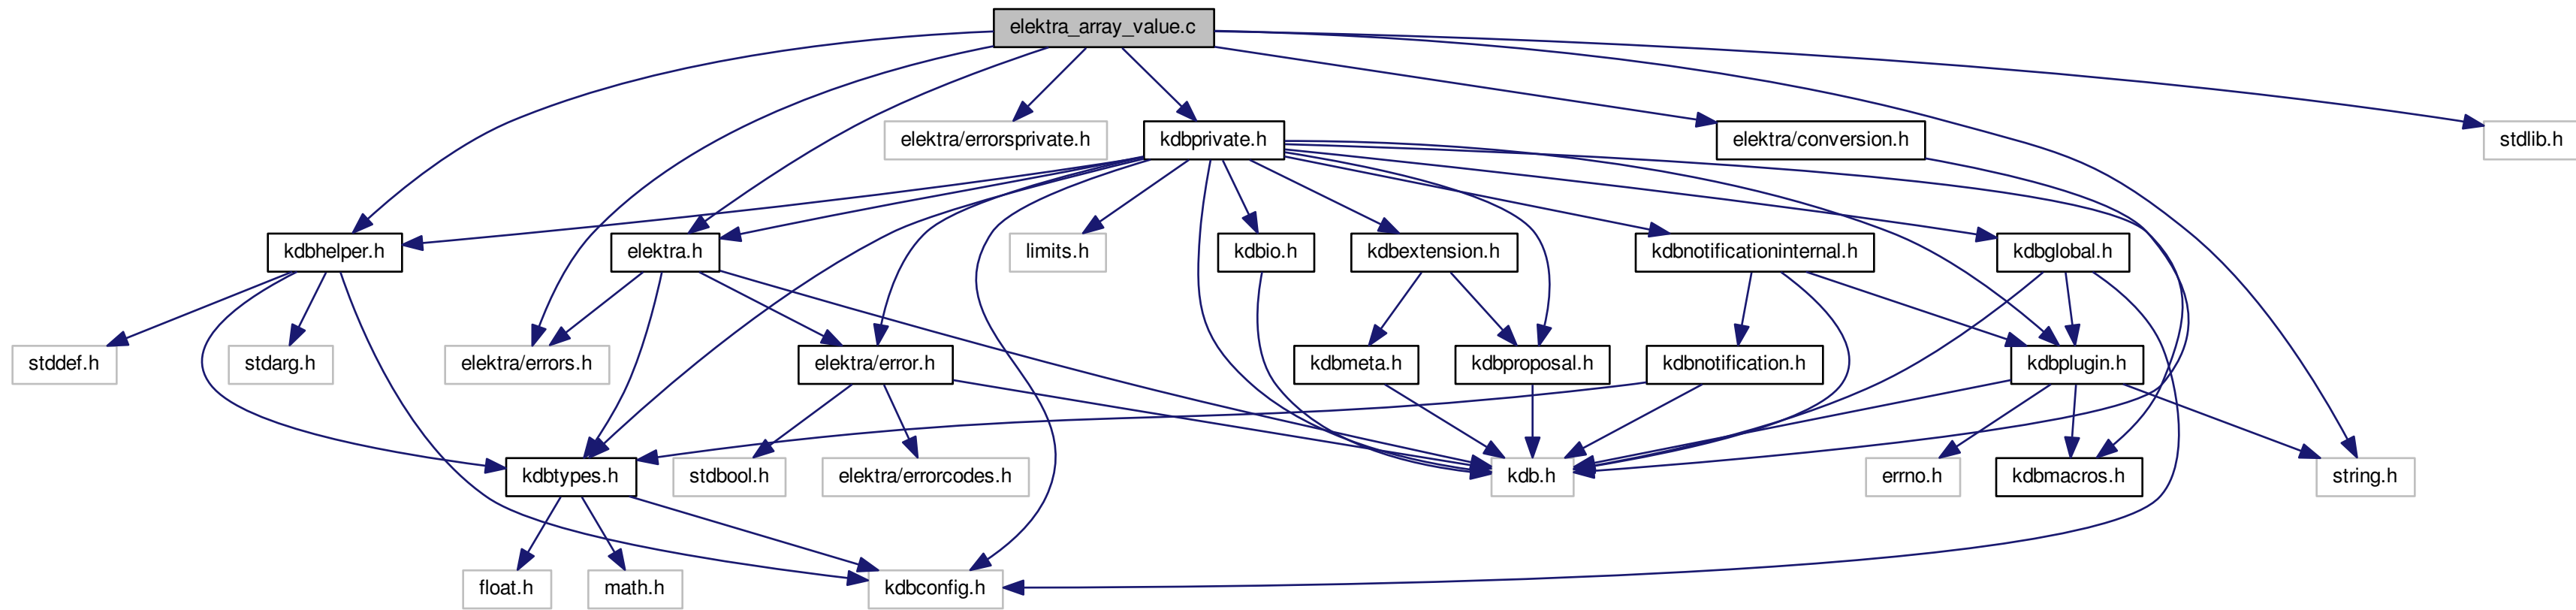 elektra_array_value.c
elektra/errorsprivate.h
kdbprivate.h
elektra/conversion.h
stdlib.h
kdbhelper.h
elektra.h
limits.h
kdbio.h
kdbextension.h
kdbnotificationinternal.h
kdbglobal.h
stddef.h
stdarg.h
elektra/errors.h
elektra/error.h
kdbmeta.h
kdbproposal.h
kdbnotification.h
kdbplugin.h
kdbtypes.h
stdbool.h
elektra/errorcodes.h
kdb.h
errno.h
kdbmacros.h
string.h
float.h
math.h
kdbconfig.h